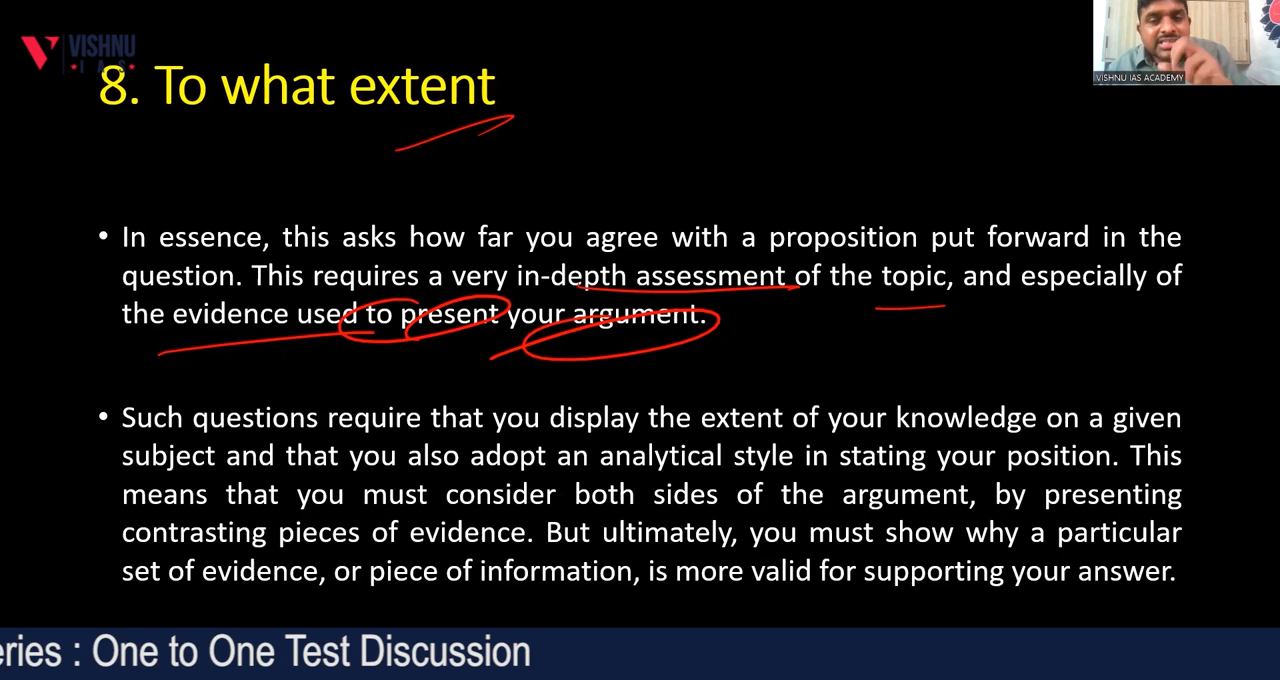 VISHNU
IAS
VISHNU IAS ACADEMY
8. To what extent
• In essence, this asks how far you agree with a proposition put forward in the
question. This requires a very in-depth assessment of the topic, and especially of
the evidence used to present your argument.
• Such questions require that you display the extent of your knowledge on a given
subject and that you also adopt an analytical style in stating your position. This
means that you must consider both sides of the argument, by presenting
contrasting pieces of evidence. But ultimately, you must show why a particular
set of evidence, or piece of information, is more valid for supporting your answer.
eries : One to One Test Discussion